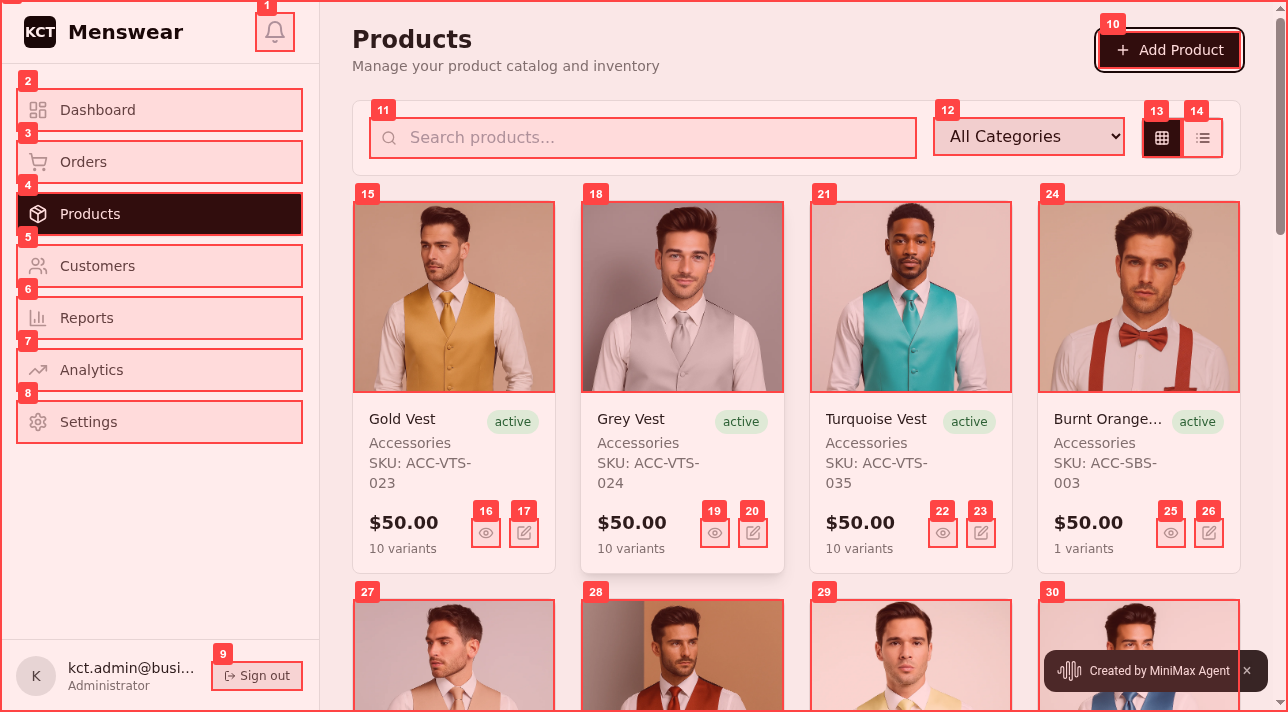 1
KCT Menswear
2
Dashboard
3
Orders
4
Products
5
Customers
6
Reports
7
Analytics
8
Settings
9
K
kct.admin@busi...
Administrator
Sign out
Products
Manage your product catalog and inventory
10
Add Product
11
Search products...
12
All Categories
13
14
15
Gold Vest
active
Accessories
SKU: ACC-VTS-
023
$50.00
10 variants
16
17
18
Grey Vest
active
Accessories
SKU: ACC-VTS-
024
$50.00
10 variants
19
20
21
Turquoise Vest
active
Accessories
SKU: ACC-VTS-
035
$50.00
10 variants
22
23
24
Burnt Orange...
active
Accessories
SKU: ACC-SBS-
003
$50.00
1 variants
25
26
27
28
29
30
Created by MiniMax Agent